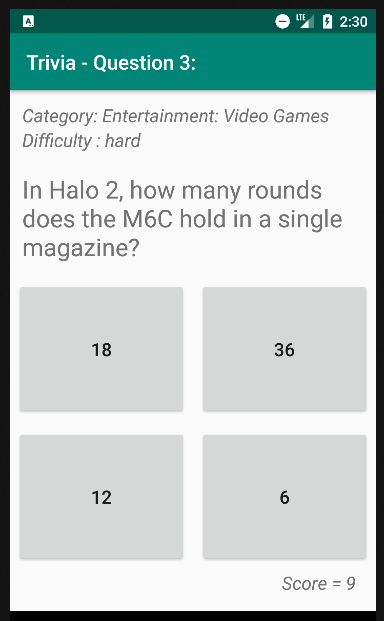 A LTE 2:30
Trivia - Question 3:
Category: Entertainment: Video Games
Difficulty : hard
In Halo 2, how many rounds
does the M6C hold in a single
magazine?
18 36
12 6
Score = 9